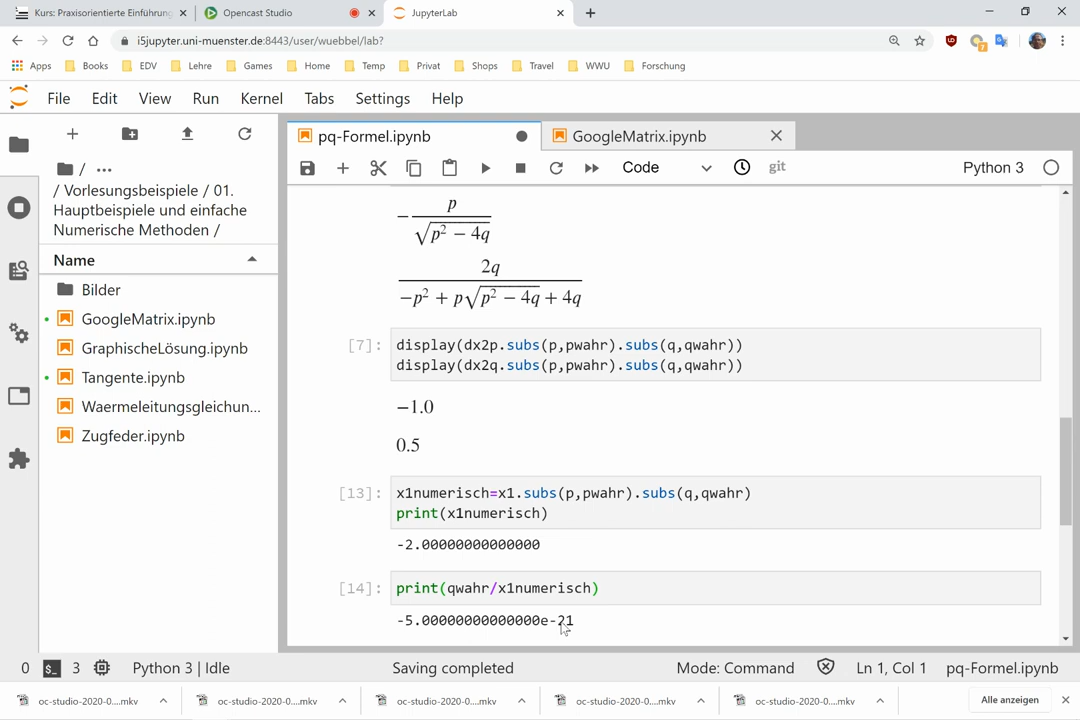 Kurs: Praxisorientierte Einführung
Opencast Studio
JupyterLab
i5jupyter.uni-muenster.de:8443/user/wuebbel/lab?
Apps Books EDV Lehre Games Home Temp Privat Shops Travel WWU Forschung
File Edit View Run Kernel Tabs Settings Help
pq-Formel.ipynb
GoogleMatrix.ipynb
Code
git
Python 3
/ ...
/ Vorlesungsbeispiele / 01.
Hauptbeispiele und einfache
Numerische Methoden /
Name
Bilder
GoogleMatrix.ipynb
GraphischeLösung.ipynb
Tangente.ipynb
Waermeleitungsgleichun...
Zugfeder.ipynb
− p / √(p² − 4q)
2q / (−p² + p√(p² − 4q) + 4q)
[7]: display(dx2p.subs(p,pwahr).subs(q,qwahr))
display(dx2q.subs(p,pwahr).subs(q,qwahr))
−1.0
0.5
[13]: x1numerisch=x1.subs(p,pwahr).subs(q,qwahr)
print(x1numerisch)
-2.00000000000000
[14]: print(qwahr/x1numerisch)
-5.00000000000000e-21
0 3 Python 3 | Idle Saving completed Mode: Command Ln 1, Col 1 pq-Formel.ipynb
oc-studio-2020-0....mkv oc-studio-2020-0....mkv oc-studio-2020-0....mkv oc-studio-2020-0....mkv oc-studio-2020-0....mkv Alle anzeigen